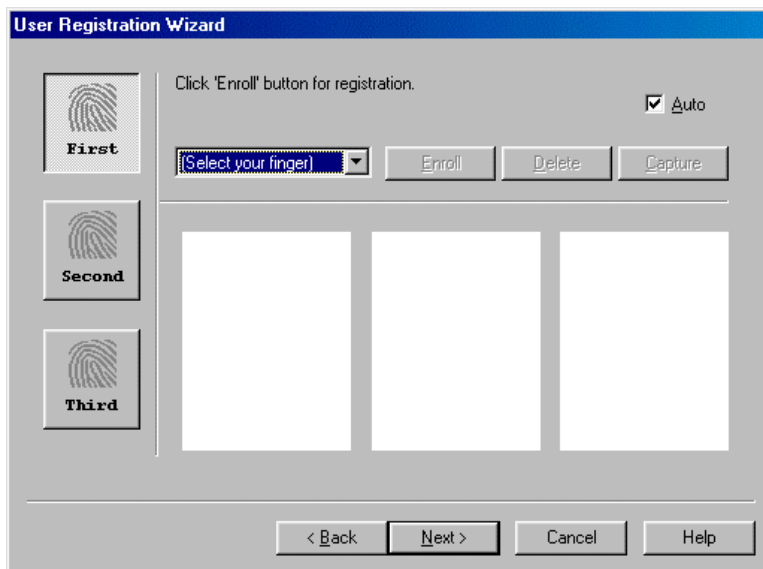 User Registration Wizard
Click 'Enroll' button for registration.
Auto
First
(Select your finger)
Enroll
Delete
Capture
Second
Third
< Back
Next >
Cancel
Help